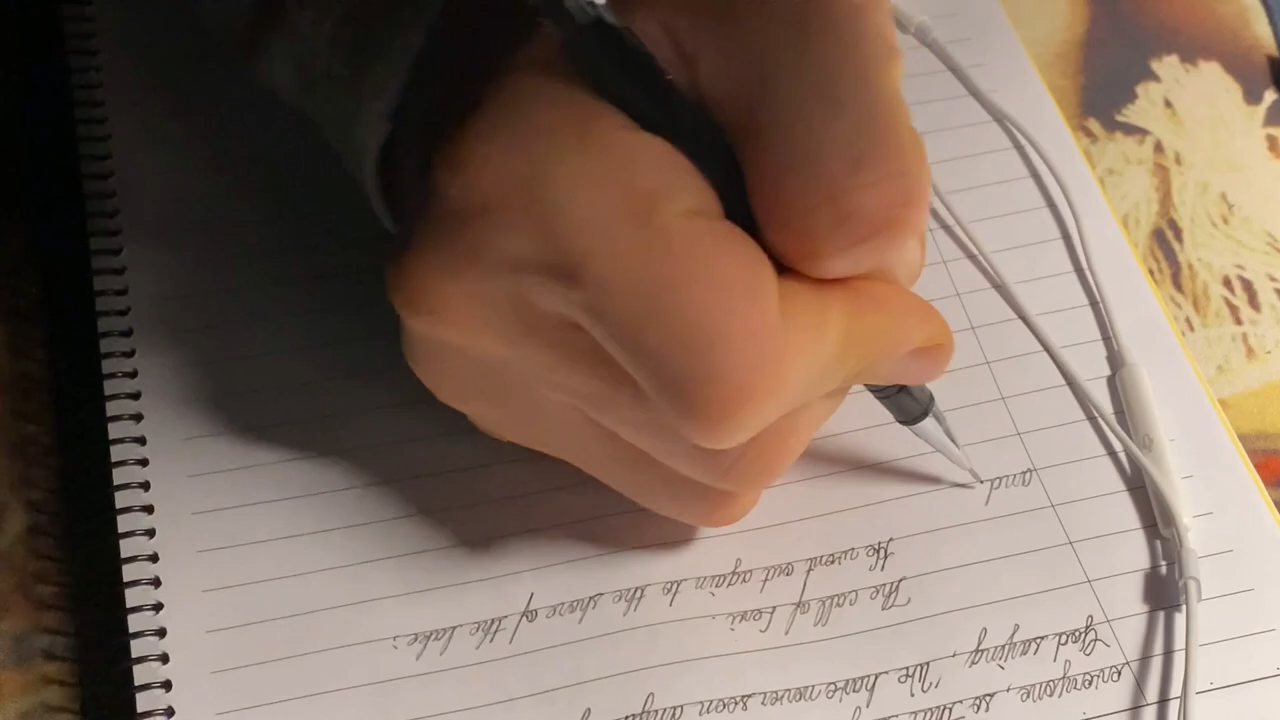 everyone, so that
God saying, "We have never seen any
The call of Levi.
He went out again to the shore of the lake;
and